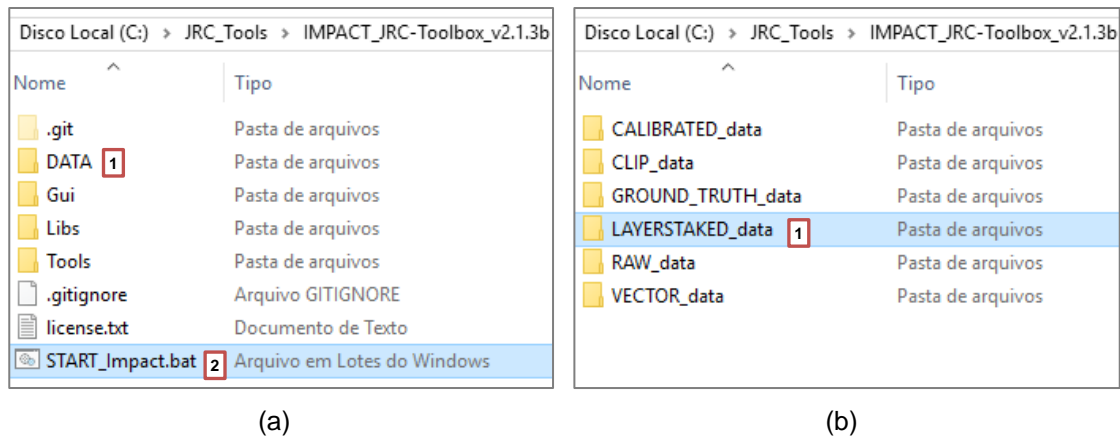 Disco Local (C:) > JRC_Tools > IMPACT_JRC-Toolbox_v2.1.3b
Nome Tipo
.git Pasta de arquivos
DATA 1 Pasta de arquivos
Gui Pasta de arquivos
Libs Pasta de arquivos
Tools Pasta de arquivos
.gitignore Arquivo GITIGNORE
license.txt Documento de Texto
START_Impact.bat 2 Arquivo em Lotes do Windows
(a)
Disco Local (C:) > JRC_Tools > IMPACT_JRC-Toolbox_v2.1.3b
Nome Tipo
CALIBRATED_data Pasta de arquivos
CLIP_data Pasta de arquivos
GROUND_TRUTH_data Pasta de arquivos
LAYERSTAKED_data 1 Pasta de arquivos
RAW_data Pasta de arquivos
VECTOR_data Pasta de arquivos
(b)